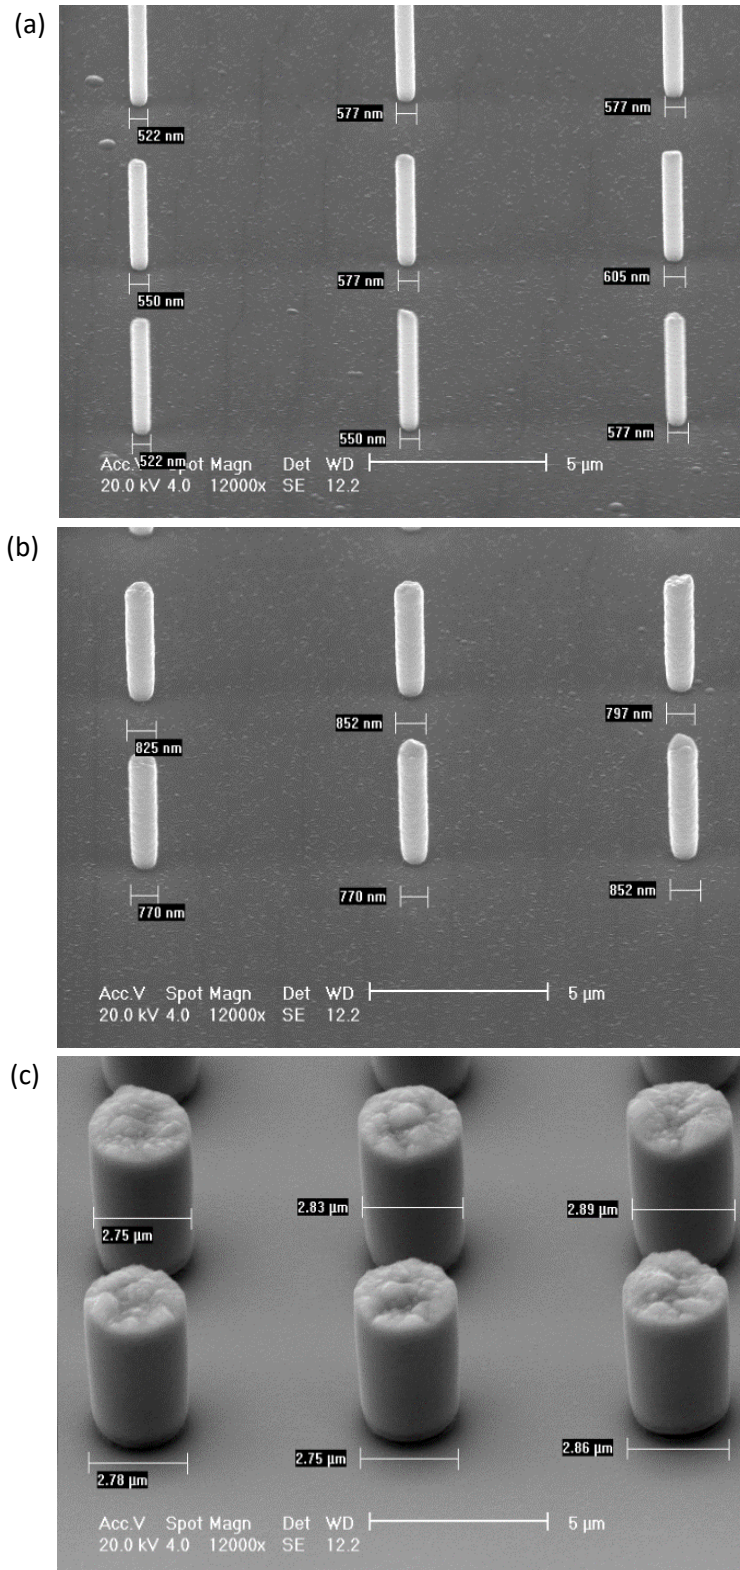 (a)
522 nm
577 nm
577 nm
550 nm
577 nm
605 nm
522 nm
550 nm
577 nm
Acc.V Spot Magn Det WD 5 µm
20.0 kV 4.0 12000x SE 12.2
(b)
825 nm
852 nm
797 nm
770 nm
770 nm
852 nm
Acc.V Spot Magn Det WD 5 µm
20.0 kV 4.0 12000x SE 12.2
(c)
2.75 µm
2.83 µm
2.89 µm
2.78 µm
2.75 µm
2.86 µm
Acc.V Spot Magn Det WD 5 µm
20.0 kV 4.0 12000x SE 12.2